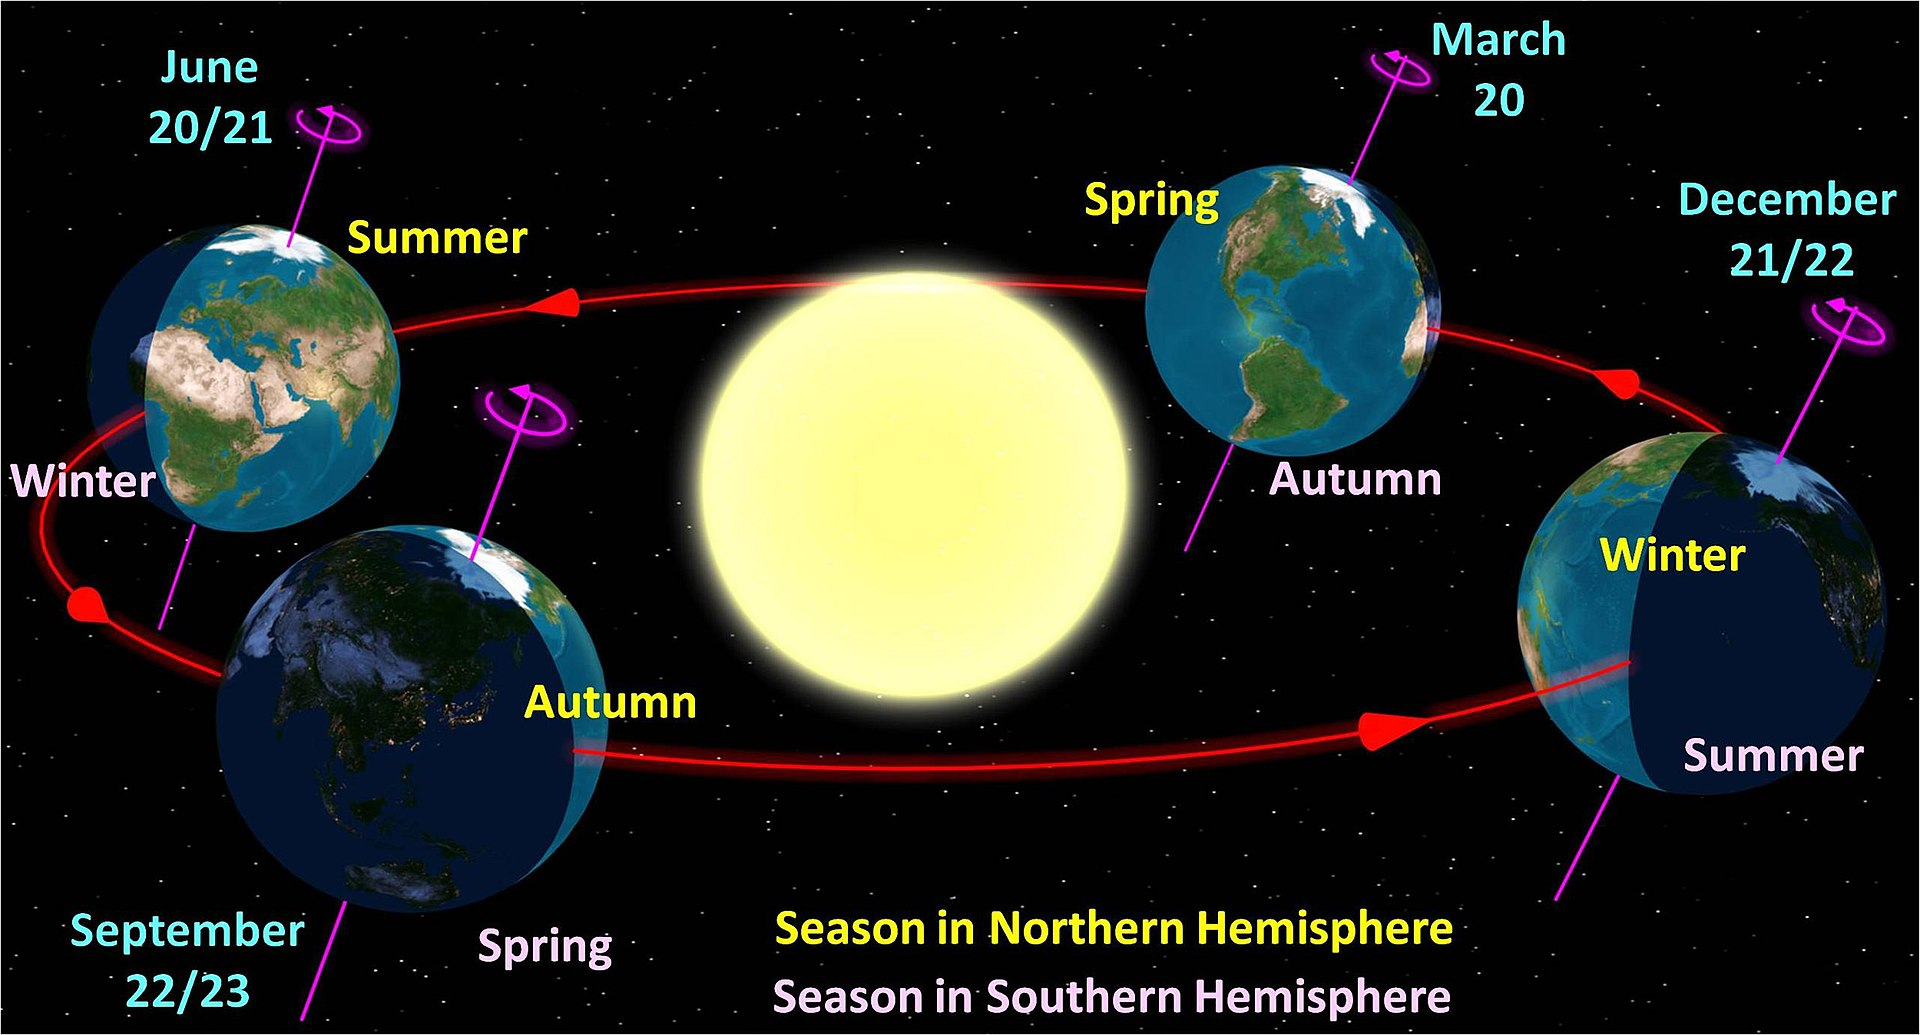 June
20/21
Summer
Winter
March
20
Spring
Autumn
December
21/22
Winter
Summer
Autumn
September
22/23
Spring
Season in Northern Hemisphere
Season in Southern Hemisphere